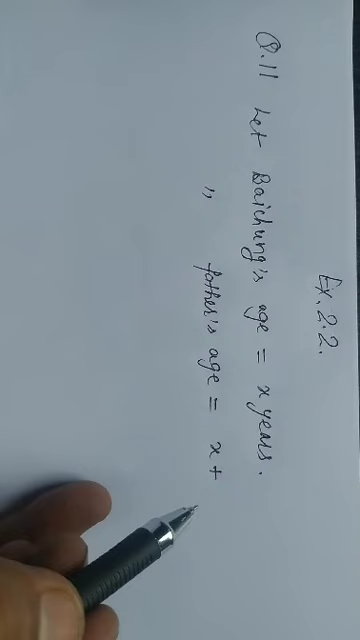 Ex. 2.2.
Q.11 Let Baichung's age = x years.
" father's age = x +